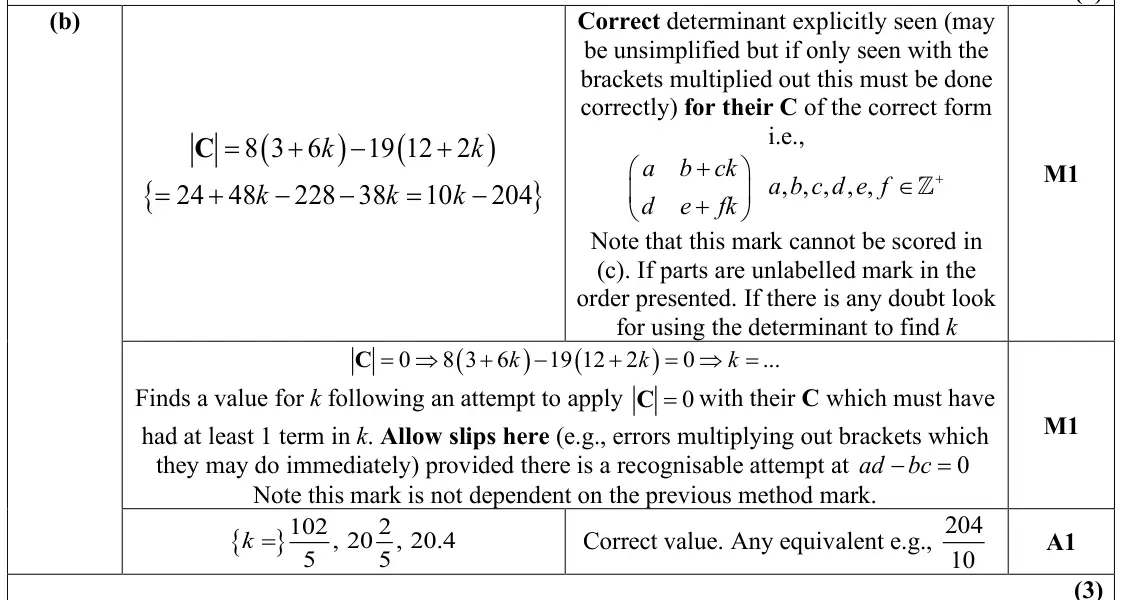 (b)
|C| = 8(3 + 6k) − 19(12 + 2k)
{= 24 + 48k − 228 − 38k = 10k − 204}
Correct determinant explicitly seen (may
be unsimplified but if only seen with the
brackets multiplied out this must be done
correctly) for their C of the correct form
i.e.,
(a b + ck
d e + fk) a, b, c, d, e, f ∈ ℤ⁺
Note that this mark cannot be scored in
(c). If parts are unlabelled mark in the
order presented. If there is any doubt look
for using the determinant to find k
M1
|C| = 0 ⇒ 8(3 + 6k) − 19(12 + 2k) = 0 ⇒ k = ...
Finds a value for k following an attempt to apply |C| = 0 with their C which must have
had at least 1 term in k. Allow slips here (e.g., errors multiplying out brackets which
they may do immediately) provided there is a recognisable attempt at ad − bc = 0
Note this mark is not dependent on the previous method mark.
M1
{k =} 102/5, 20 2/5, 20.4
Correct value. Any equivalent e.g., 204/10
A1
(3)